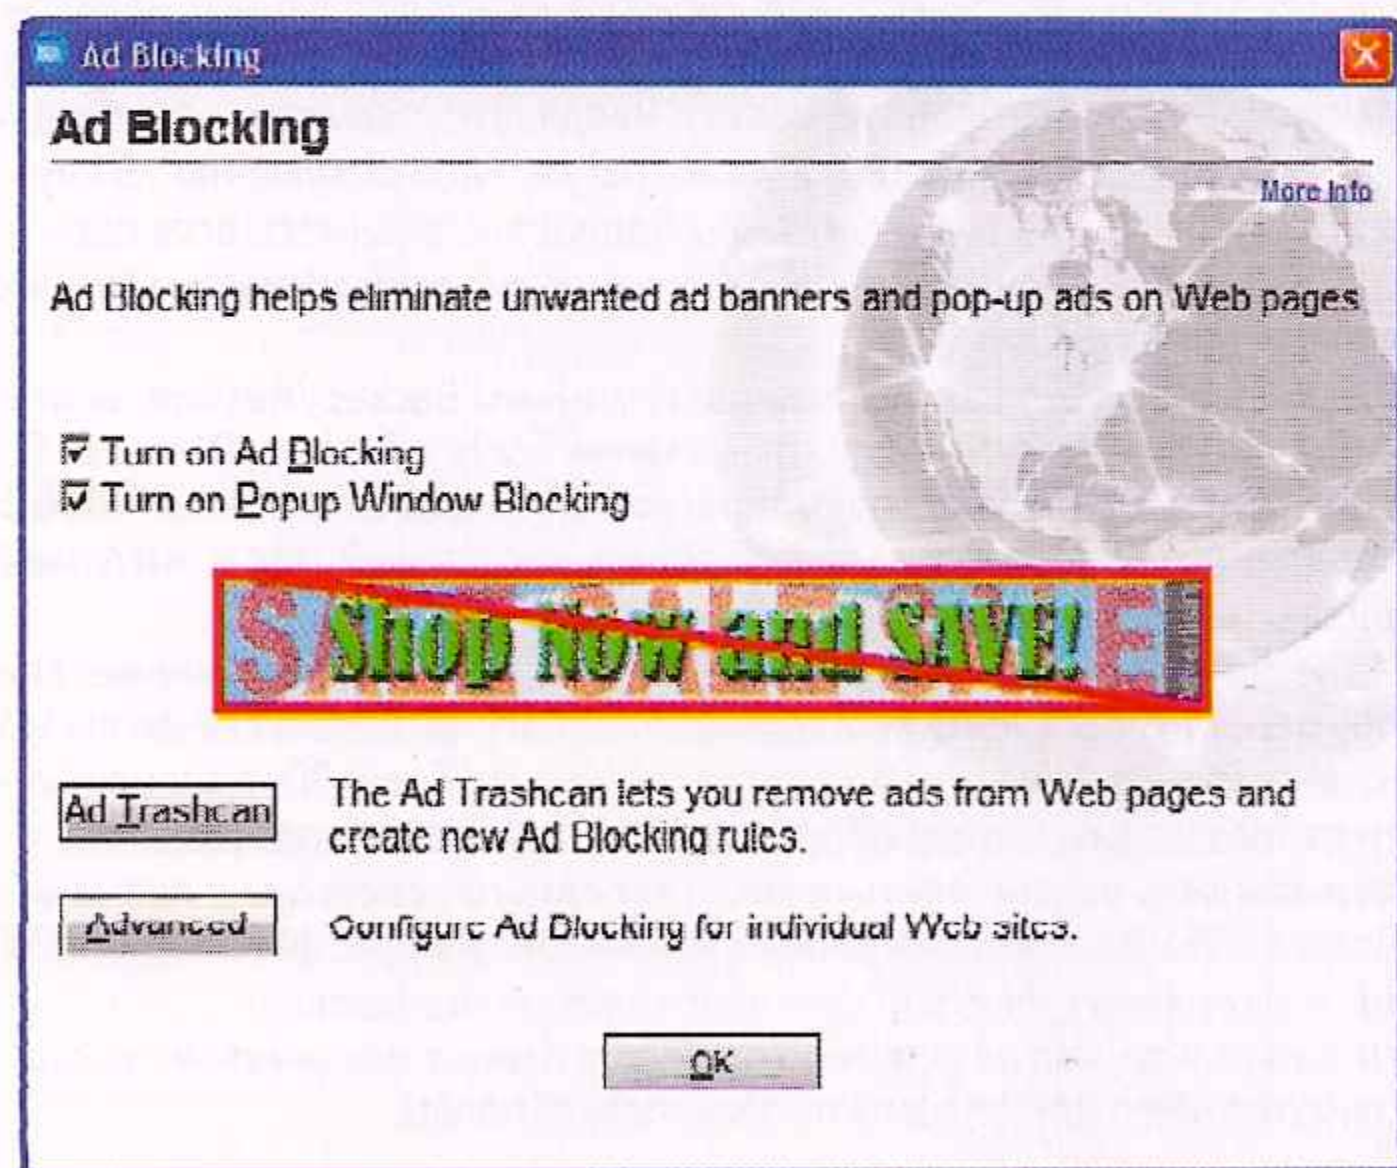 Ad Blocking
Ad Blocking
More Info
Ad Blocking helps eliminate unwanted ad banners and pop-up ads on Web pages
Turn on Ad Blocking
Turn on Popup Window Blocking
SALE SALE SALE
Shop Now and SAVE!
Ad Trashcan
The Ad Trashcan lets you remove ads from Web pages and
create new Ad Blocking rules.
Advanced
Configure Ad Blocking for individual Web sites.
OK